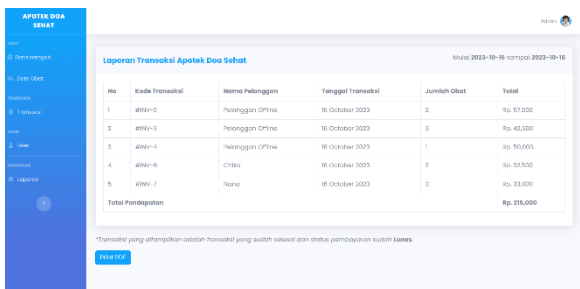 APOTEK DOA
SEHAT
Admin
OBAT
Data Kategori
Data Obat
TRANSAKSI
Transaksi
USER
User
Laporan
Laporan Transaksi Apotek Doa Sehat
Mulai 2023-10-16 sampai 2023-10-16
No Kode Transaksi Nama Pelanggan Tanggal Transaksi Jumlah Obat Total
1 #INV-2 Pelanggan Offline 16 October 2023 2 Rp. 57,000
2 #INV-3 Pelanggan Offline 16 October 2023 3 Rp. 42,500
3 #INV-4 Pelanggan Offline 16 October 2023 1 Rp. 50,000
4 #INV-6 Chika 16 October 2023 2 Rp. 32,500
5 #INV-7 Nana 16 October 2023 3 Rp. 33,000
Total Pendapatan Rp. 215,000
*Transaksi yang ditampilkan adalah transaksi yang sudah selesai dan status pembayaran sudah Lunas.
Print PDF